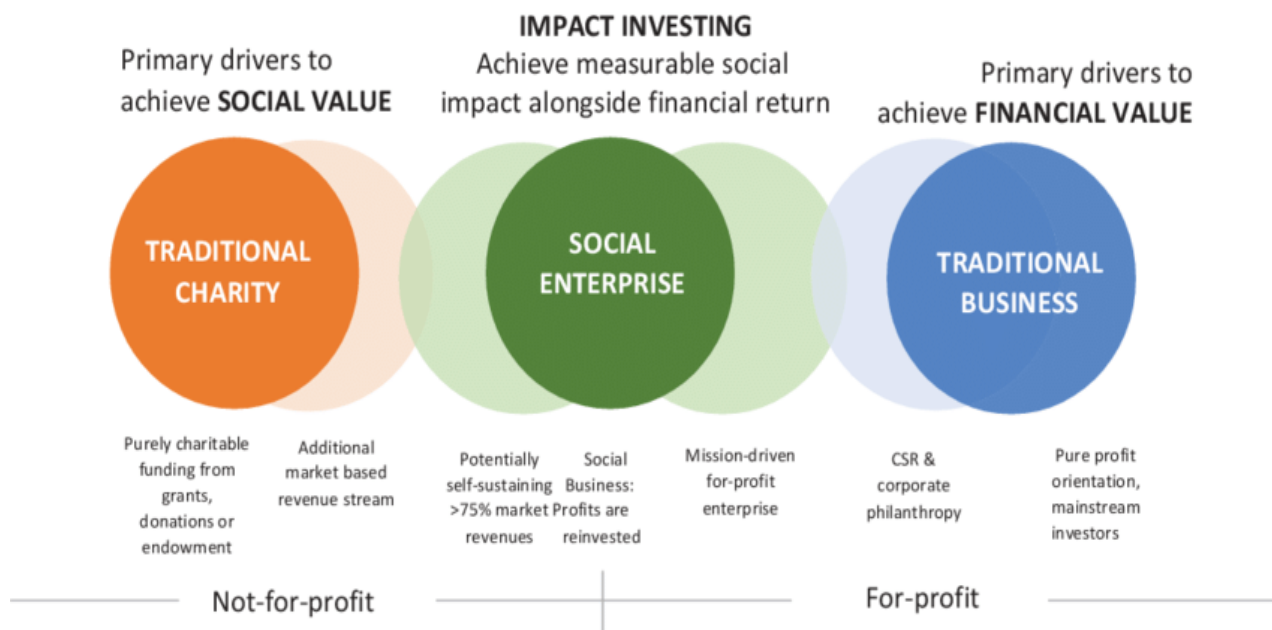 IMPACT INVESTING
Achieve measurable social
impact alongside financial return
Primary drivers to
achieve SOCIAL VALUE
Primary drivers to
achieve FINANCIAL VALUE
TRADITIONAL
CHARITY
SOCIAL
ENTERPRISE
TRADITIONAL
BUSINESS
Purely charitable
funding from
grants,
donations or
endowment
Additional
market based
revenue stream
Potentially
self-sustaining
>75% market
revenues
Social
Business:
Profits are
reinvested
Mission-driven
for-profit
enterprise
CSR &
corporate
philanthropy
Pure profit
orientation,
mainstream
investors
Not-for-profit
For-profit